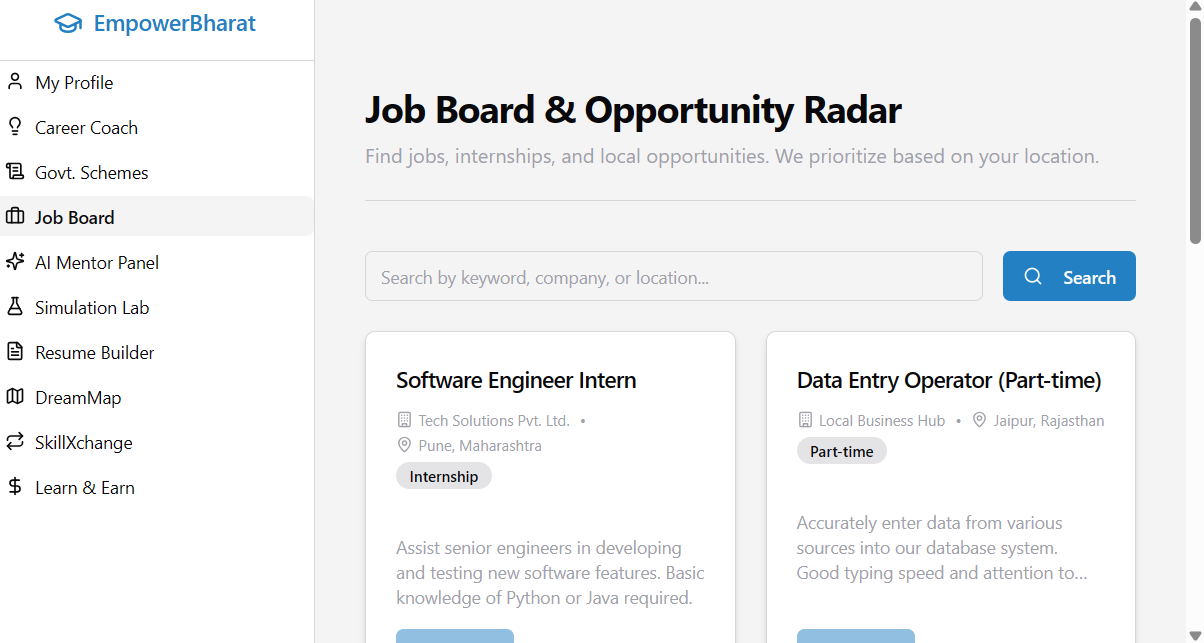 EmpowerBharat
My Profile
Career Coach
Govt. Schemes
Job Board
AI Mentor Panel
Simulation Lab
Resume Builder
DreamMap
SkillXchange
Learn & Earn
Job Board & Opportunity Radar
Find jobs, internships, and local opportunities. We prioritize based on your location.
Search by keyword, company, or location...
Search
Software Engineer Intern
Tech Solutions Pvt. Ltd. •
Pune, Maharashtra
Internship
Assist senior engineers in developing
and testing new software features. Basic
knowledge of Python or Java required.
Data Entry Operator (Part-time)
Local Business Hub • Jaipur, Rajasthan
Part-time
Accurately enter data from various
sources into our database system.
Good typing speed and attention to...